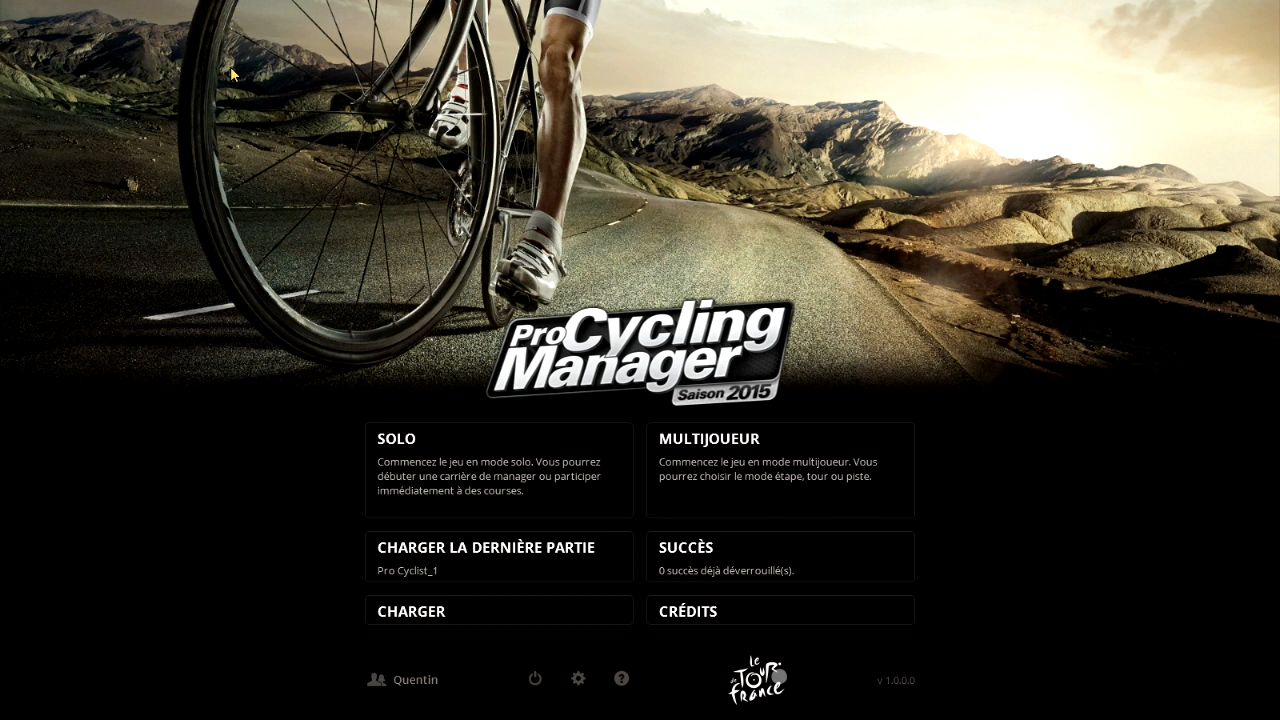 Pro Cycling
Manager
Saison 2015
SOLO
Commencez le jeu en mode solo. Vous pourrez
débuter une carrière de manager ou participer
immédiatement à des courses.
MULTIJOUEUR
Commencez le jeu en mode multijoueur. Vous
pourrez choisir le mode étape, tour ou piste.
CHARGER LA DERNIÈRE PARTIE
Pro Cyclist_1
SUCCÈS
0 succès déjà déverrouillé(s).
CHARGER
CRÉDITS
Quentin
le
TOUR
de
france
v 1.0.0.0